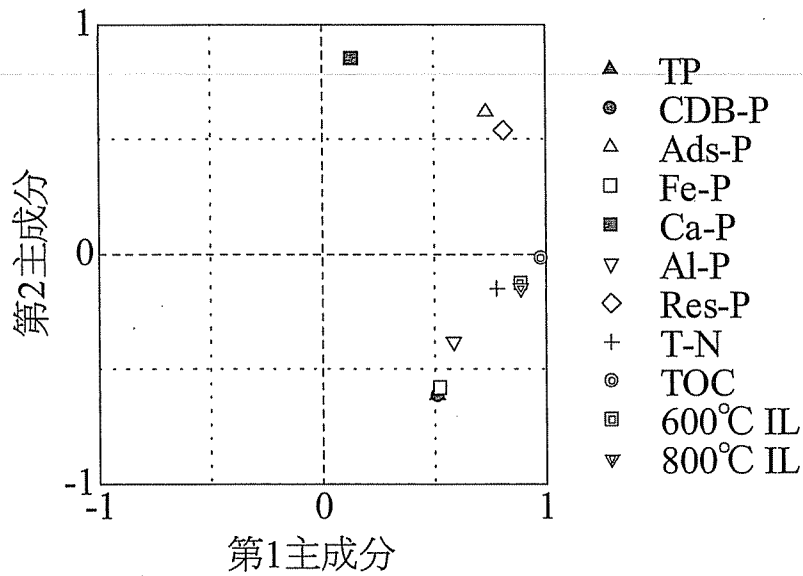 1
0
-1
-1
0
1
第2主成分
第1主成分
TP
CDB-P
Ads-P
Fe-P
Ca-P
Al-P
Res-P
T-N
TOC
600℃ IL
800℃ IL